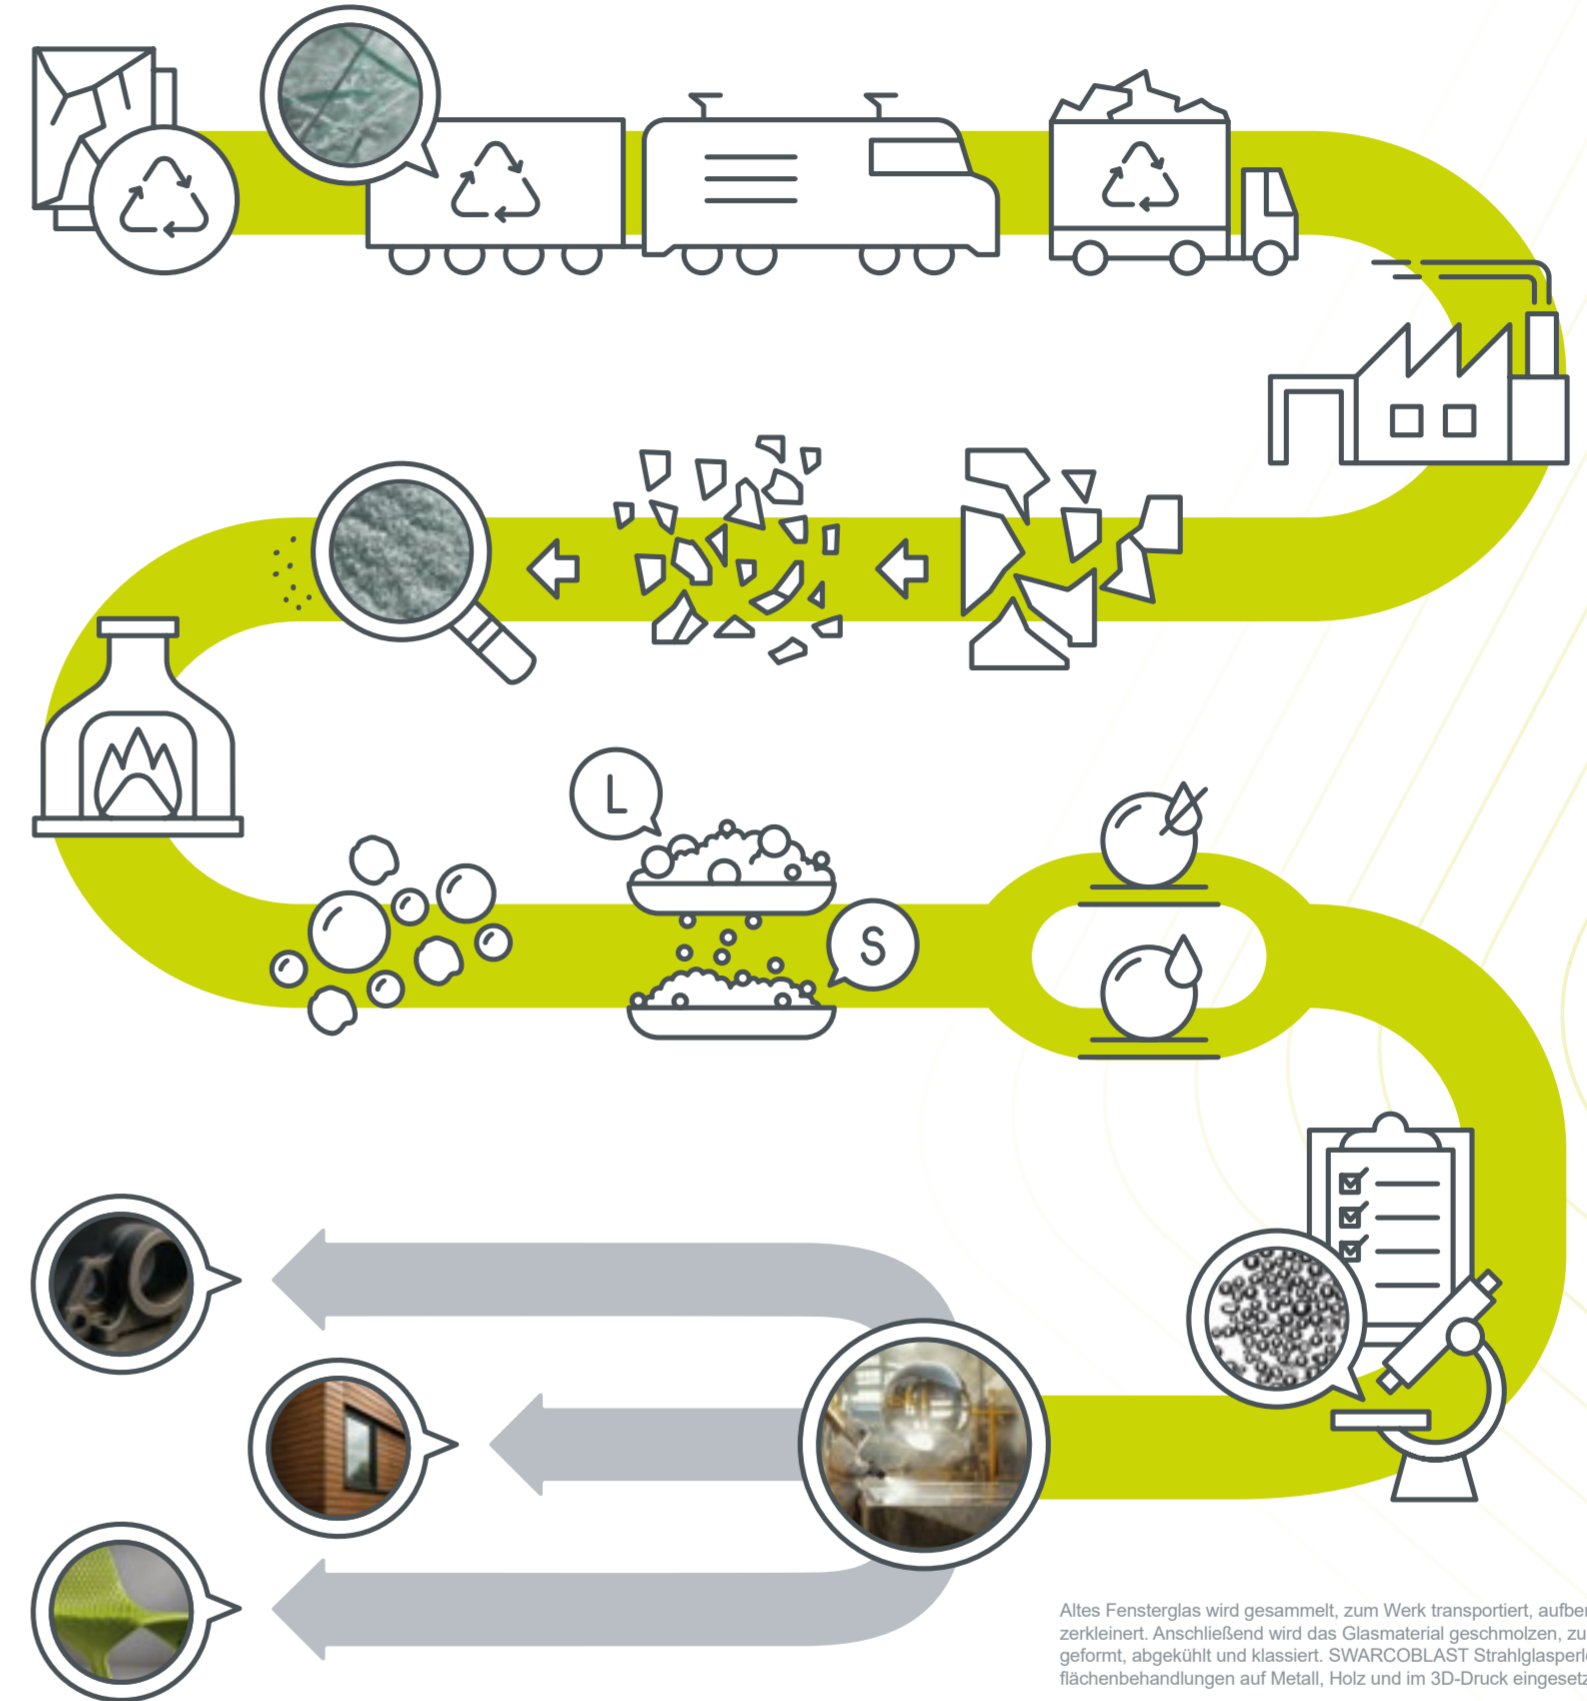 L
S
Altes Fensterglas wird gesammelt, zum Werk transportiert,
zerkleinert. Anschließend wird das Glasmaterial geschmolzen, zu
geformt, abgekühlt und klassiert. SWARCOBLAST
flächenbehandlungen auf Metall, Holz und im 3D-Druck